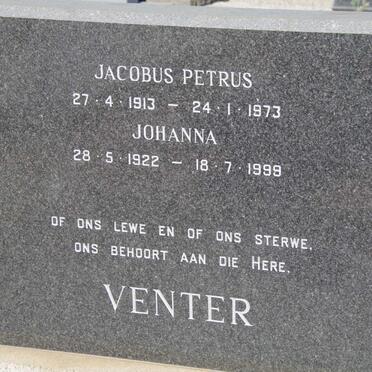 JACOBUS PETRUS
27·4·1913 – 24·1·1973
JOHANNA
28·5·1922 – 18·7·1999
OF ONS LEWE EN OF ONS STERWE,
ONS BEHOORT AAN DIE HERE.
VENTER